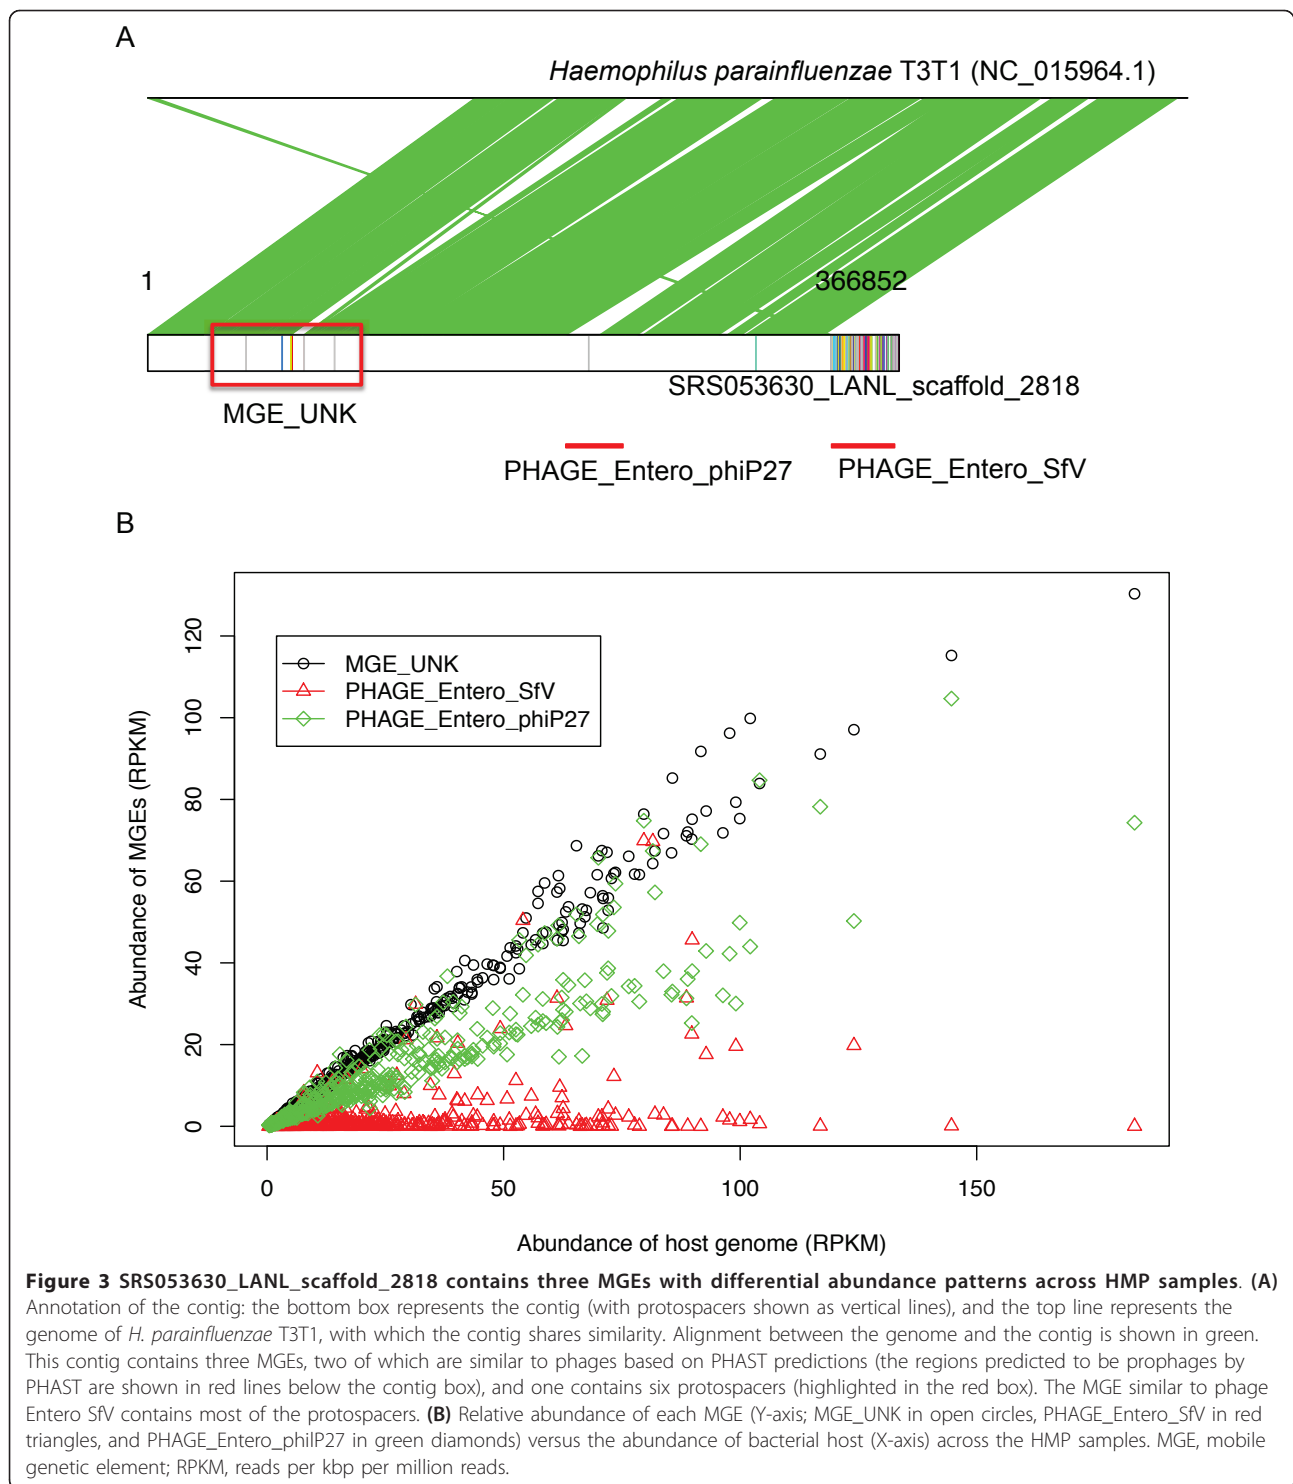 A
Haemophilus parainfluenzae T3T1 (NC_015964.1)
1
366852
SRS053630_LANL_scaffold_2818
MGE_UNK
PHAGE_Entero_phiP27
PHAGE_Entero_SfV
B
Abundance of MGEs (RPKM)
120
100
80
60
40
20
0
MGE_UNK
PHAGE_Entero_SfV
PHAGE_Entero_phiP27
0
50
100
150
Abundance of host genome (RPKM)
Figure 3 SRS053630_LANL_scaffold_2818 contains three MGEs with differential abundance patterns across HMP samples. (A)
Annotation of the contig: the bottom box represents the contig (with protospacers shown as vertical lines), and the top line represents the
genome of H. parainfluenzae T3T1, with which the contig shares similarity. Alignment between the genome and the contig is shown in green.
This contig contains three MGEs, two of which are similar to phages based on PHAST predictions (the regions predicted to be prophages by
PHAST are shown in red lines below the contig box), and one contains six protospacers (highlighted in the red box). The MGE similar to phage
Entero SfV contains most of the protospacers. (B) Relative abundance of each MGE (Y-axis; MGE_UNK in open circles, PHAGE_Entero_SfV in red
triangles, and PHAGE_Entero_philP27 in green diamonds) versus the abundance of bacterial host (X-axis) across the HMP samples. MGE, mobile
genetic element; RPKM, reads per kbp per million reads.